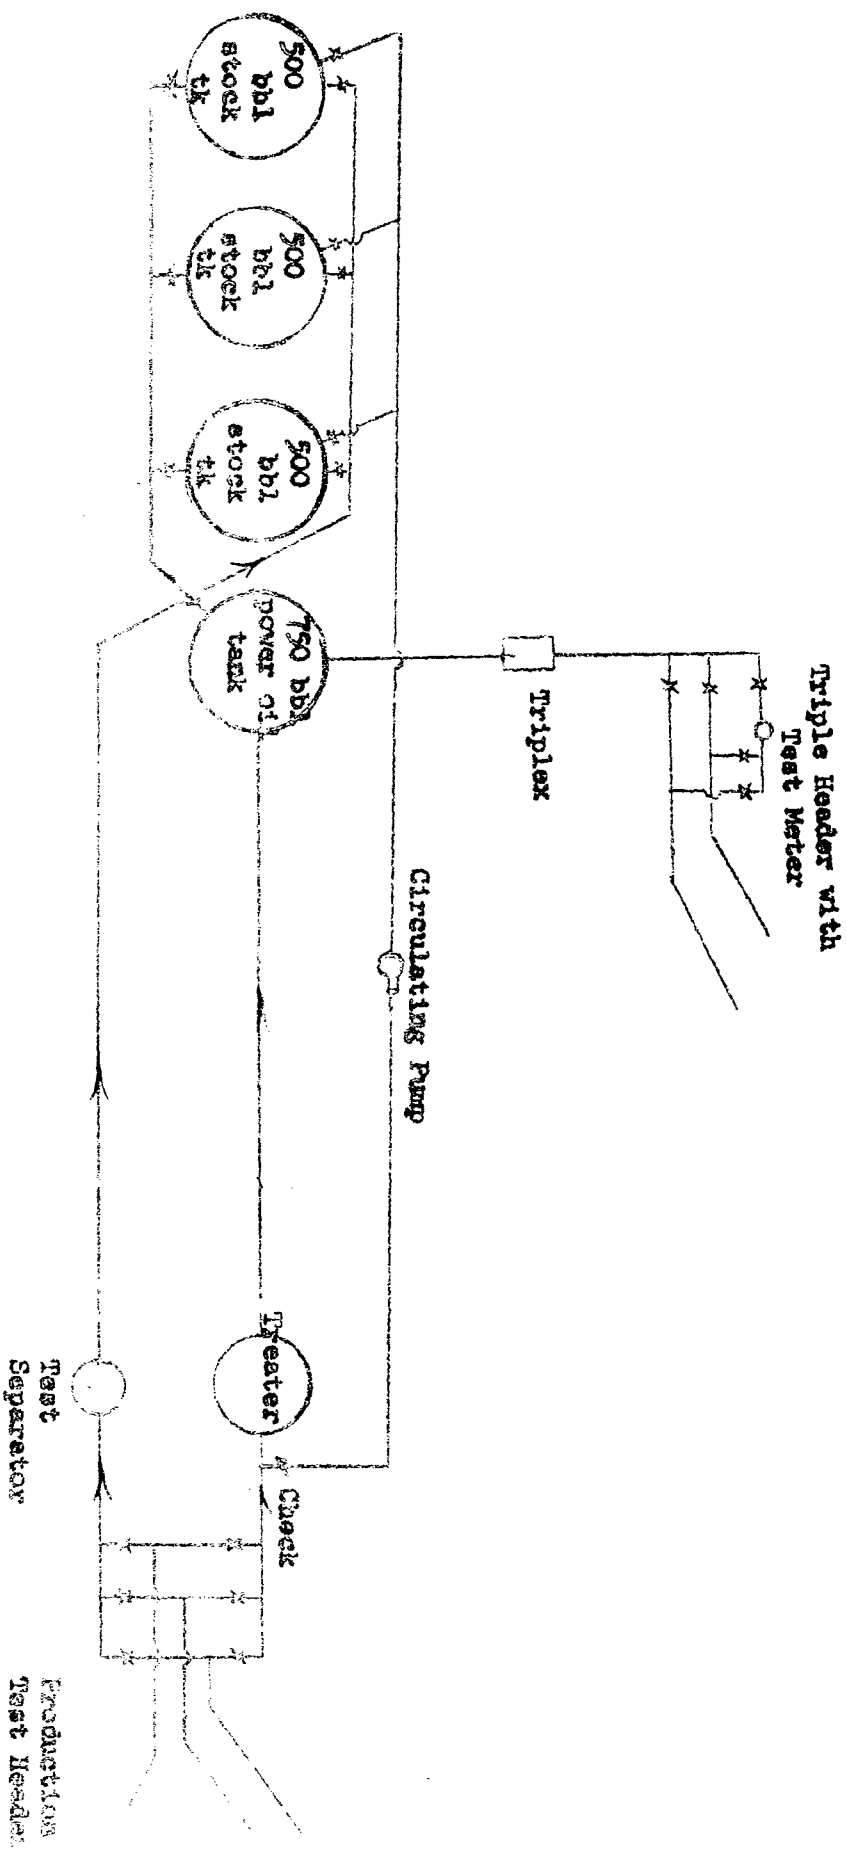 Triple Header with
Test Meter
Triplex
Circulating Pump
500
bbl
stock
tk
500
bbl
stock
tk
500
bbl
stock
tk
750 bbl
power oil
tank
Treater
Check
Test
Separator
Production
Test Header